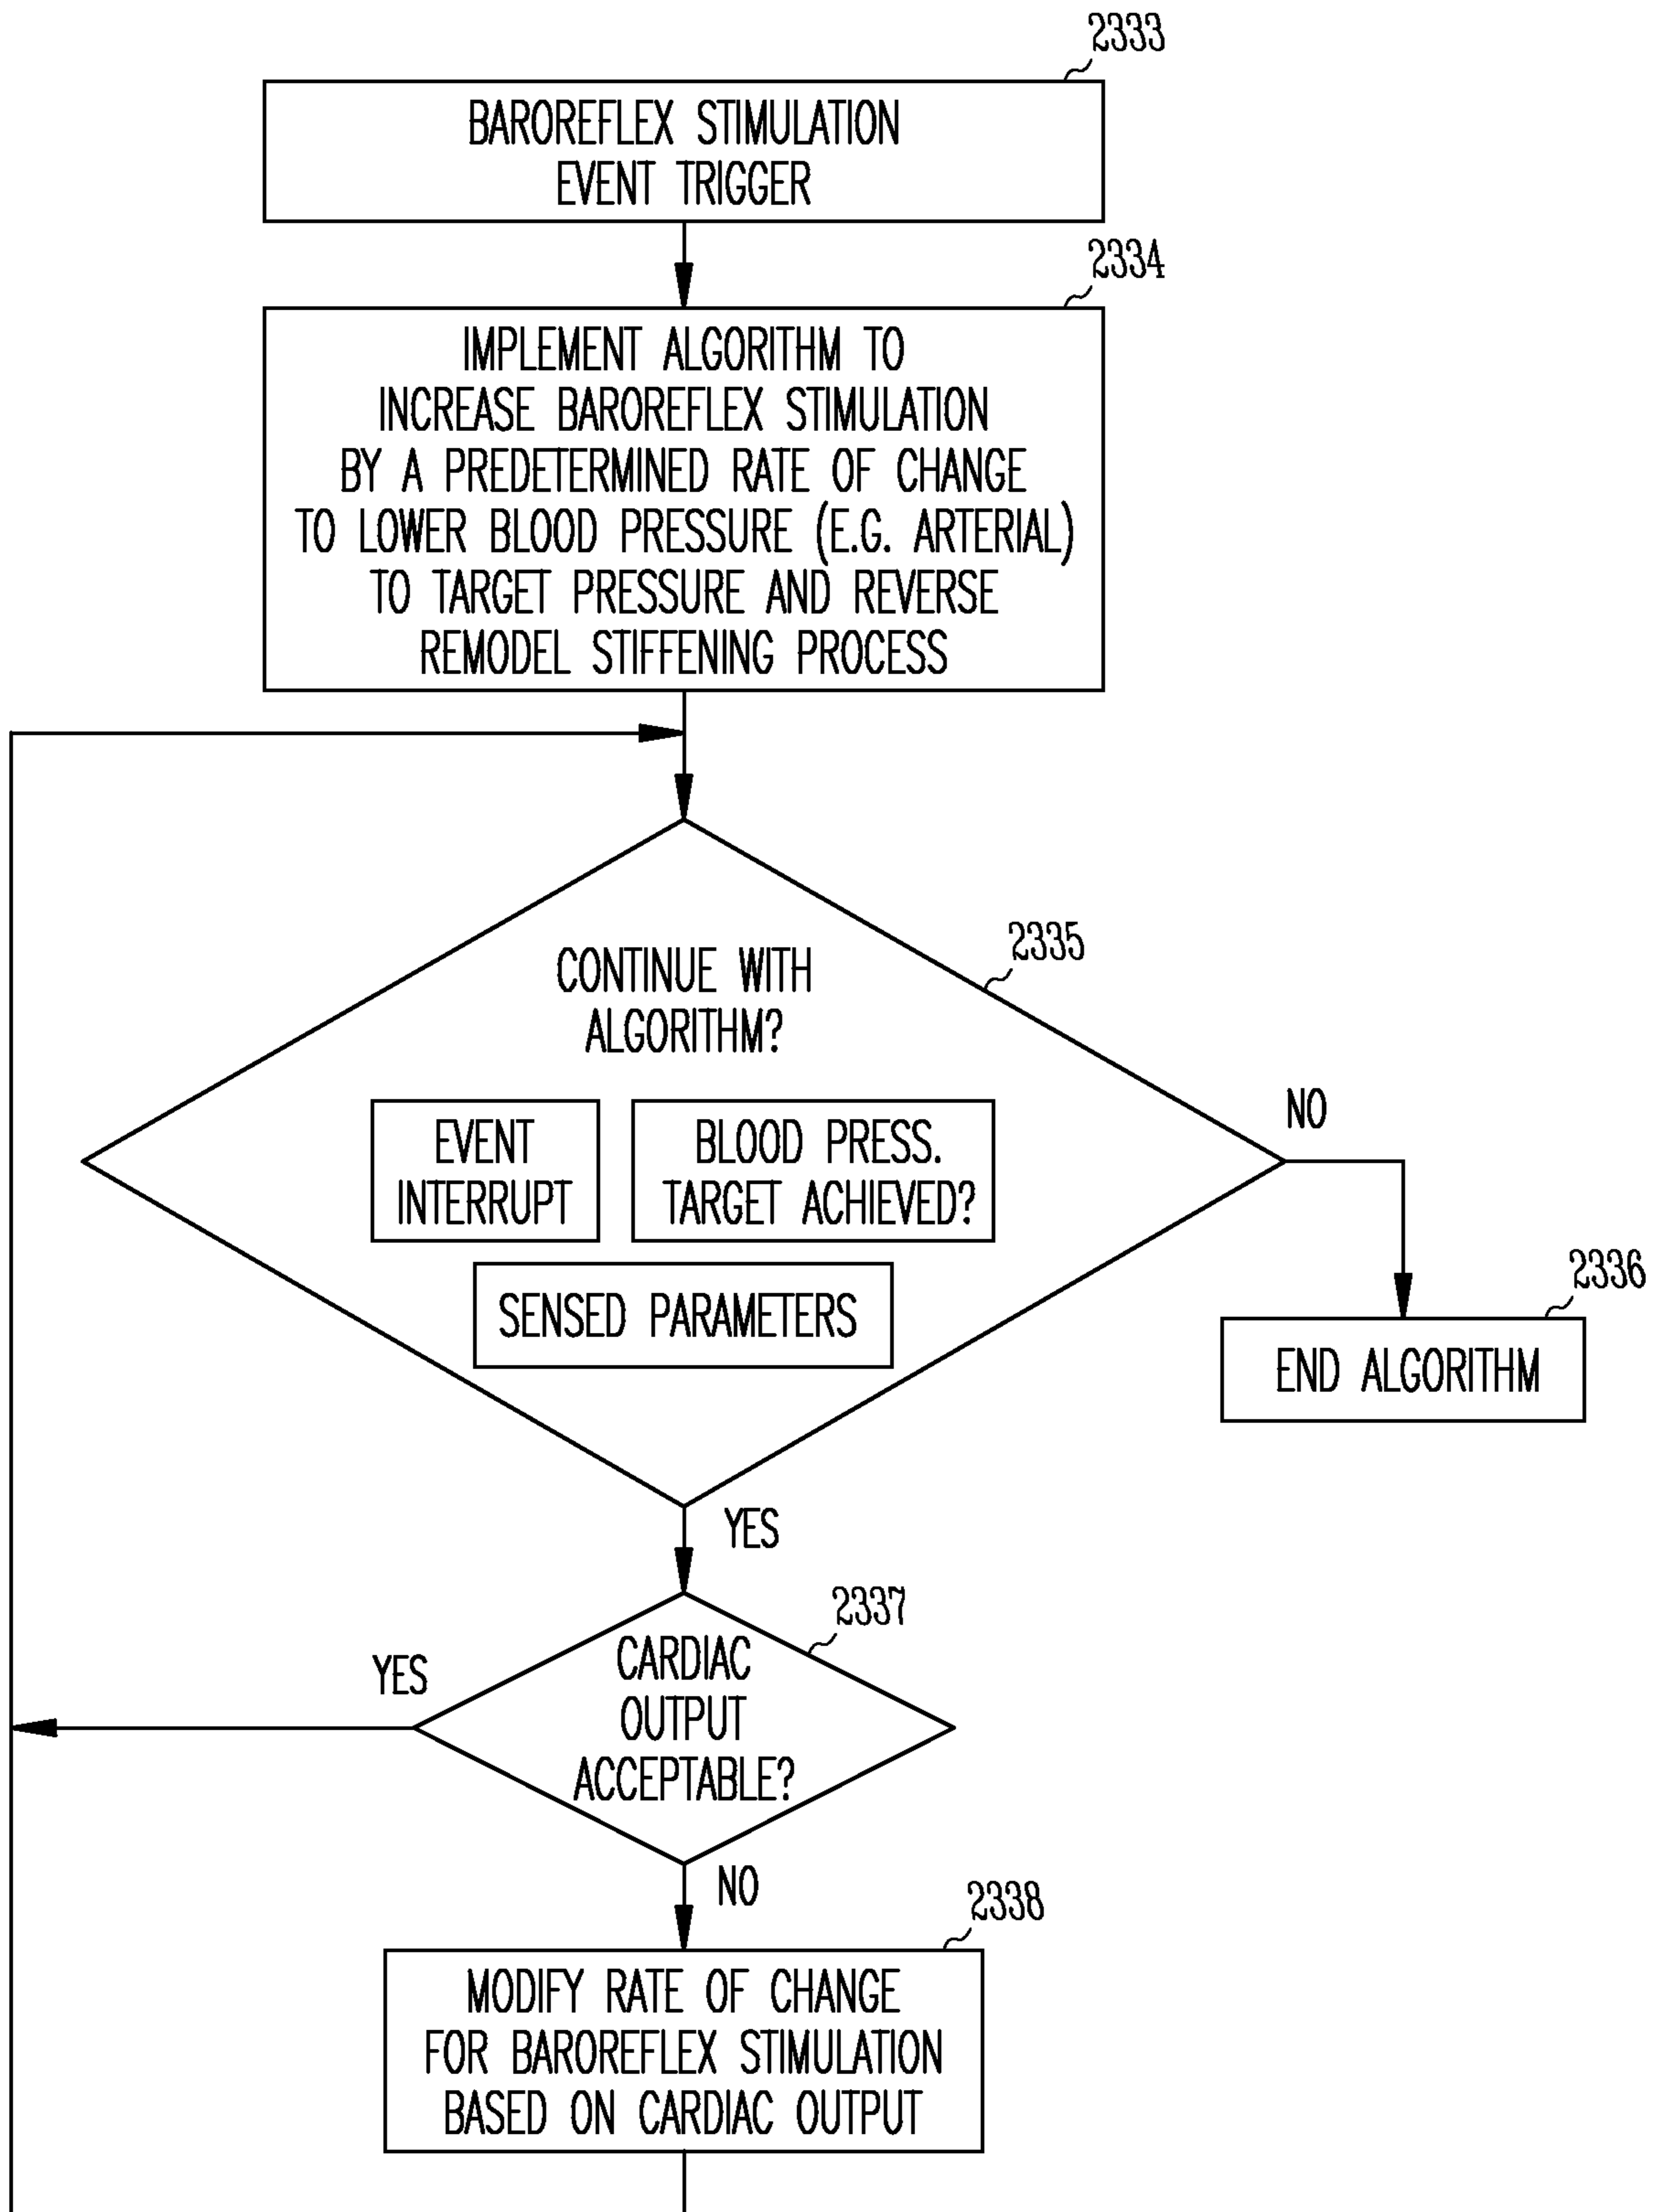 2333
BAROREFLEX STIMULATION
EVENT TRIGGER
2334
IMPLEMENT ALGORITHM TO
INCREASE BAROREFLEX STIMULATION
BY A PREDETERMINED RATE OF CHANGE
TO LOWER BLOOD PRESSURE (E.G. ARTERIAL)
TO TARGET PRESSURE AND REVERSE
REMODEL STIFFENING PROCESS
2335
CONTINUE WITH
ALGORITHM?
EVENT
INTERRUPT
BLOOD PRESS.
TARGET ACHIEVED?
SENSED PARAMETERS
NO
2336
END ALGORITHM
YES
2337
CARDIAC
OUTPUT
ACCEPTABLE?
YES
NO
2338
MODIFY RATE OF CHANGE
FOR BAROREFLEX STIMULATION
BASED ON CARDIAC OUTPUT